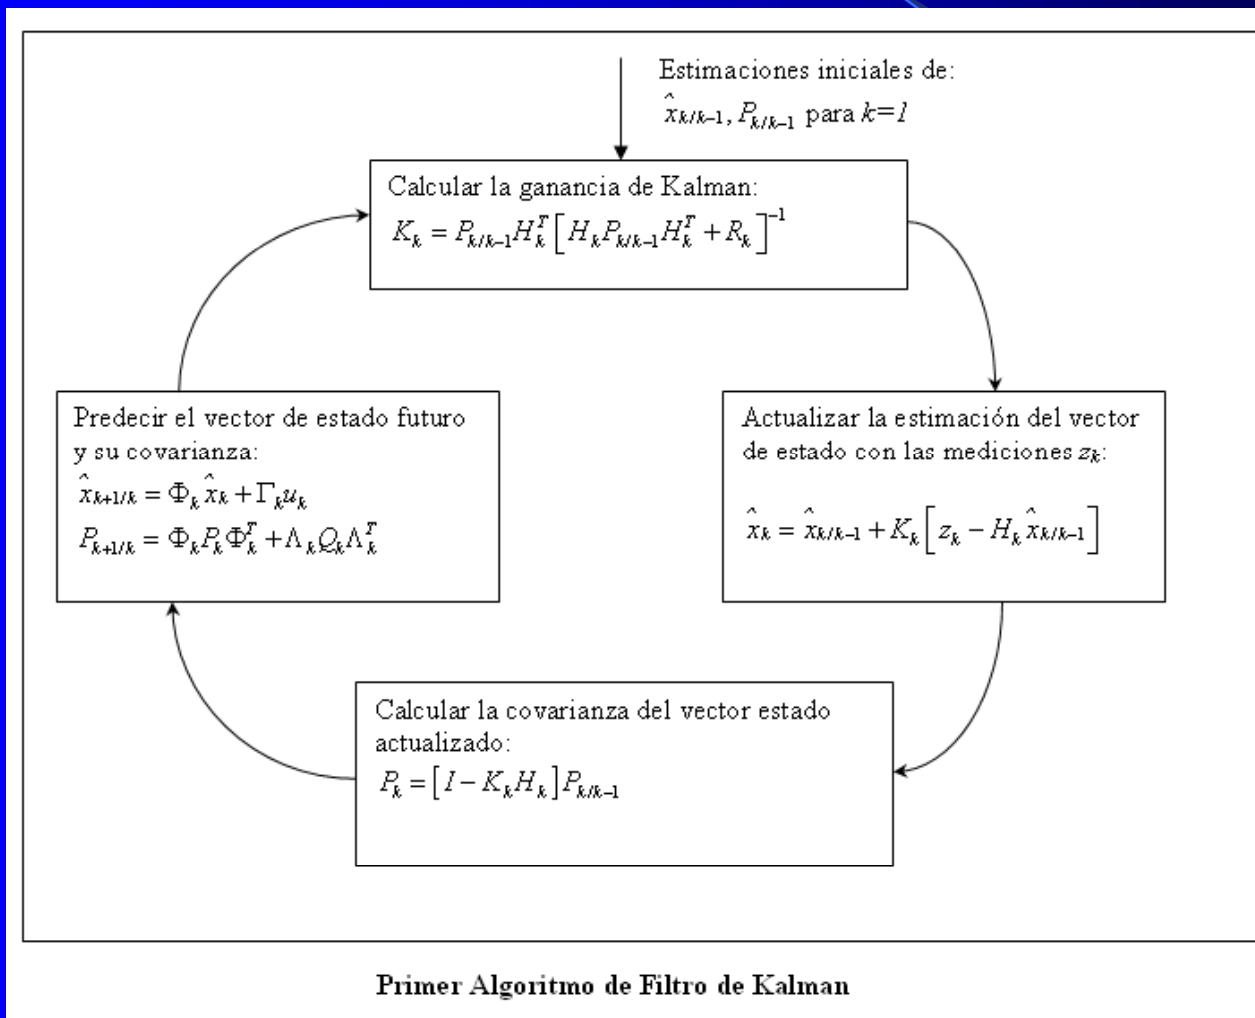 Estimaciones iniciales de:
x̂ₖ/ₖ₋₁, Pₖ/ₖ₋₁ para k=1
Calcular la ganancia de Kalman:
Kₖ = Pₖ/ₖ₋₁Hₖᵀ[HₖPₖ/ₖ₋₁Hₖᵀ + Rₖ]⁻¹
Actualizar la estimación del vector
de estado con las mediciones zₖ:
x̂ₖ = x̂ₖ/ₖ₋₁ + Kₖ[zₖ − Hₖx̂ₖ/ₖ₋₁]
Calcular la covarianza del vector estado
actualizado:
Pₖ = [I − KₖHₖ]Pₖ/ₖ₋₁
Predecir el vector de estado futuro
y su covarianza:
x̂ₖ₊₁/ₖ = Φₖx̂ₖ + Γₖuₖ
Pₖ₊₁/ₖ = ΦₖPₖΦₖᵀ + ΛₖQₖΛₖᵀ
Primer Algoritmo de Filtro de Kalman